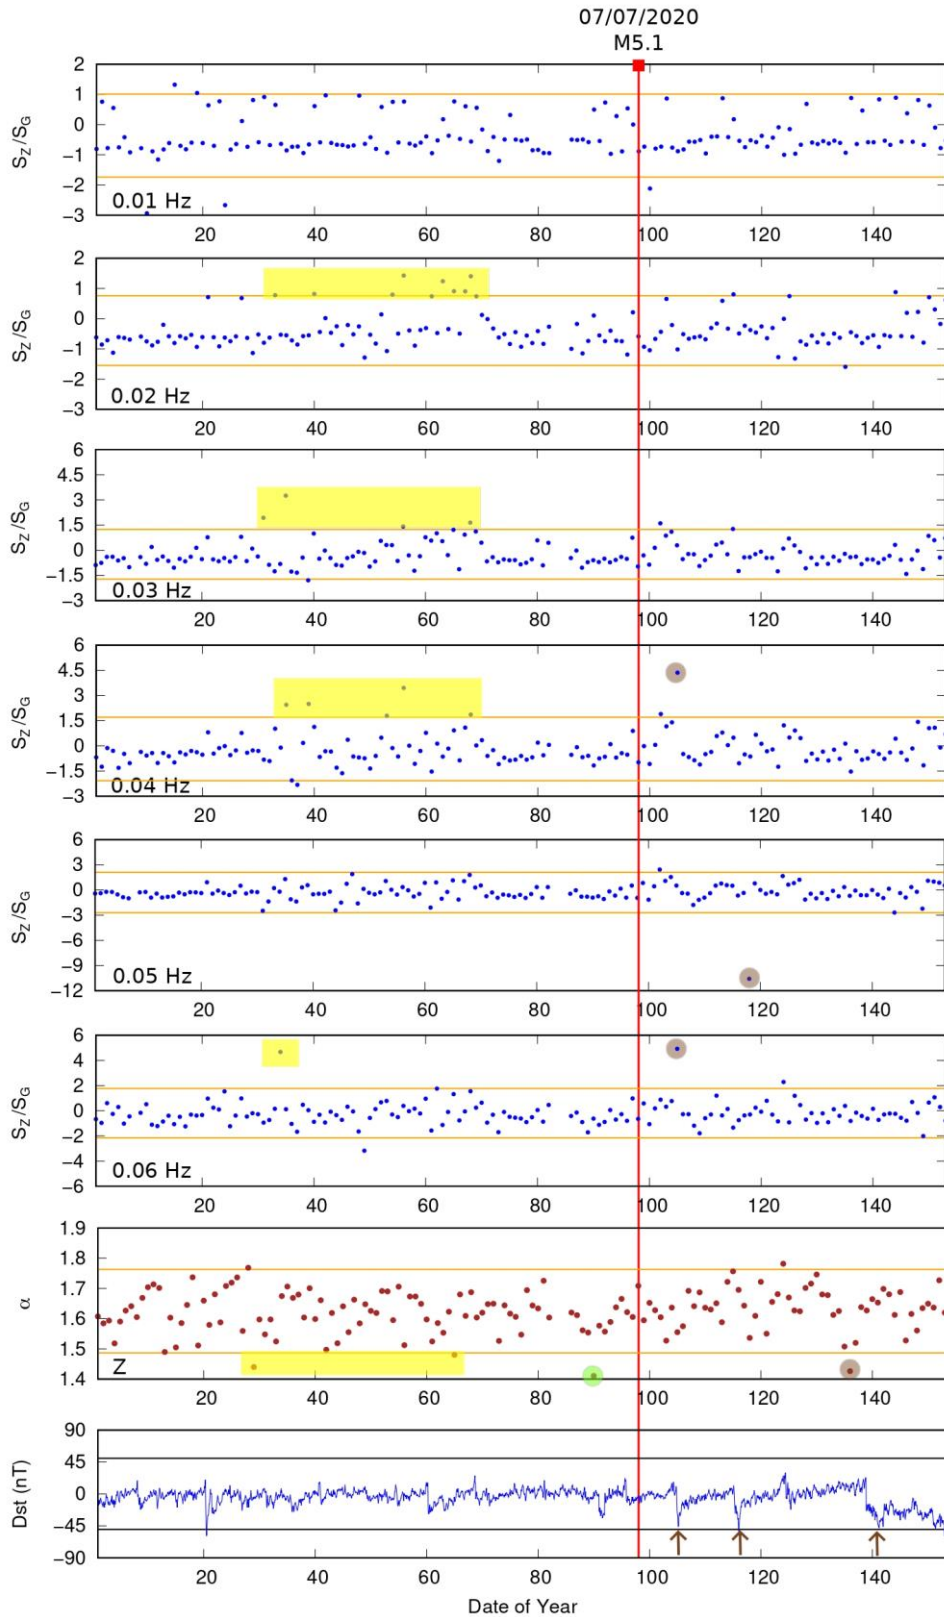 07/07/2020
M5.1
2
1
0
−1
−2
−3
S_Z/S_G
0.01 Hz
20 40 60 80 100 120 140
2
1
0
−1
−2
−3
S_Z/S_G
0.02 Hz
20 40 60 80 100 120 140
6
4.5
3
1.5
0
−1.5
−3
S_Z/S_G
0.03 Hz
20 40 60 80 100 120 140
6
4.5
3
1.5
0
−1.5
−3
S_Z/S_G
0.04 Hz
20 40 60 80 100 120 140
6
3
0
−3
−6
−9
−12
S_Z/S_G
0.05 Hz
20 40 60 80 100 120 140
6
4
2
0
−2
−4
−6
S_Z/S_G
0.06 Hz
20 40 60 80 100 120 140
1.9
1.8
1.7
1.6
1.5
1.4
α
Z
20 40 60 80 100 120 140
90
45
0
−45
−90
Dst (nT)
20 40 60 80 100 120 140
Date of Year